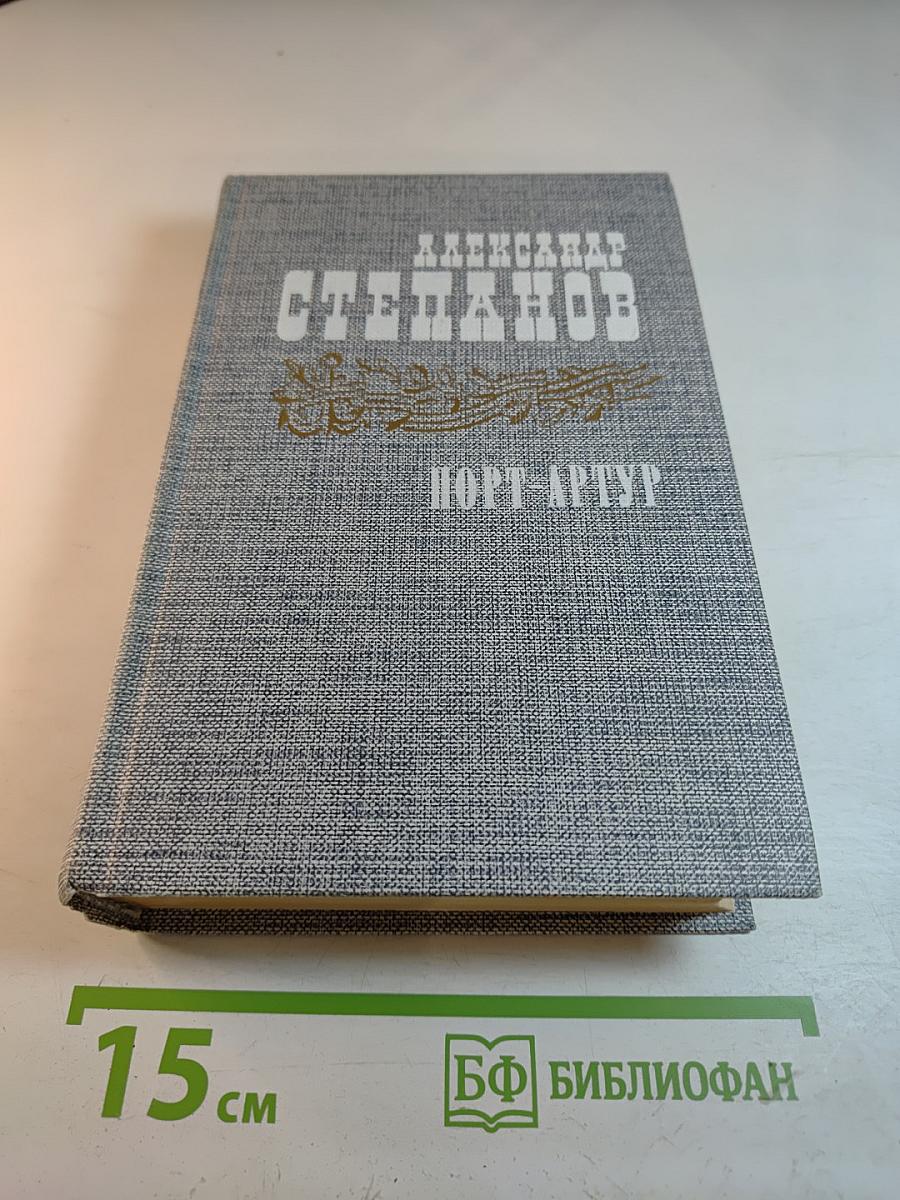 АЛЕКСАНДР
СТЕПАНОВ
ПОРТ-АРТУР
15 см
БФ БИБЛИОФАН